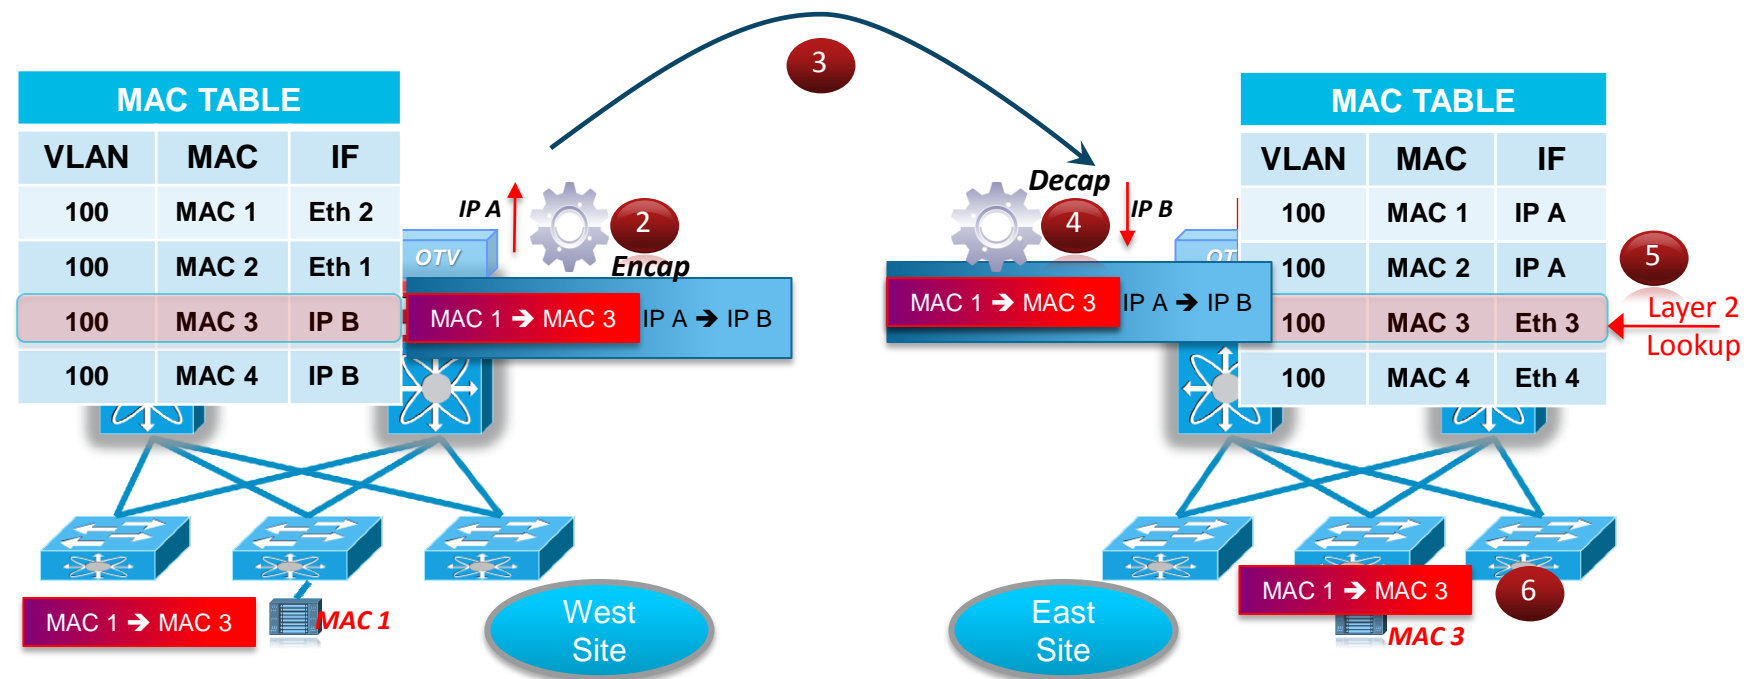 3
MAC TABLE
VLAN MAC IF
100 MAC 1 Eth 2
100 MAC 2 Eth 1
100 MAC 3 IP B
100 MAC 4 IP B
IP A
2
Encap
OTV
MAC 1 ➔ MAC 3 IP A ➔ IP B
Decap
4
IP B
OT
MAC 1 ➔ MAC 3 IP A ➔ IP B
MAC TABLE
VLAN MAC IF
100 MAC 1 IP A
100 MAC 2 IP A
100 MAC 3 Eth 3
100 MAC 4 Eth 4
5
Layer 2
Lookup
MAC 1 ➔ MAC 3
MAC 1
West
Site
East
Site
MAC 1 ➔ MAC 3
6
MAC 3